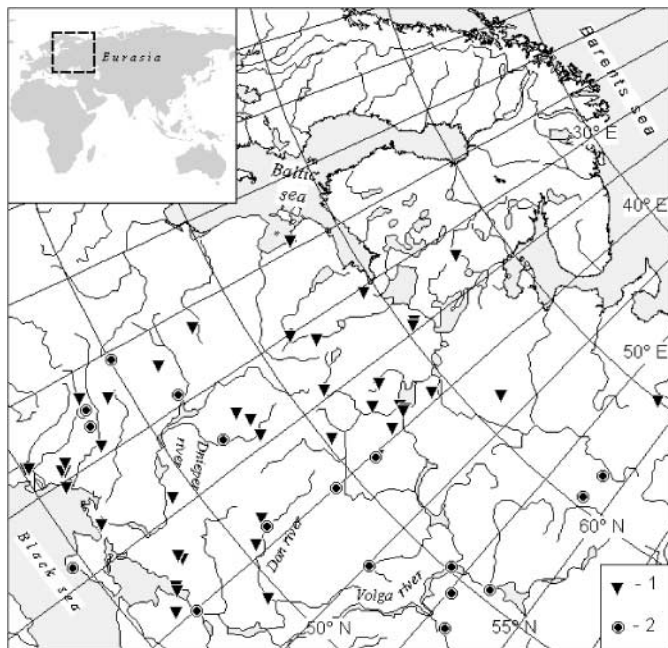 Eurasia
Barents sea
30° E
Baltic
sea
40° E
50° E
Dnieper
river
Don river
60° N
Black sea
Volga river
50° N
55° N
- 1
- 2